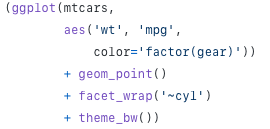 (ggplot(mtcars,
aes('wt', 'mpg',
color='factor(gear)'))
+ geom_point()
+ facet_wrap('~cyl')
+ theme_bw())